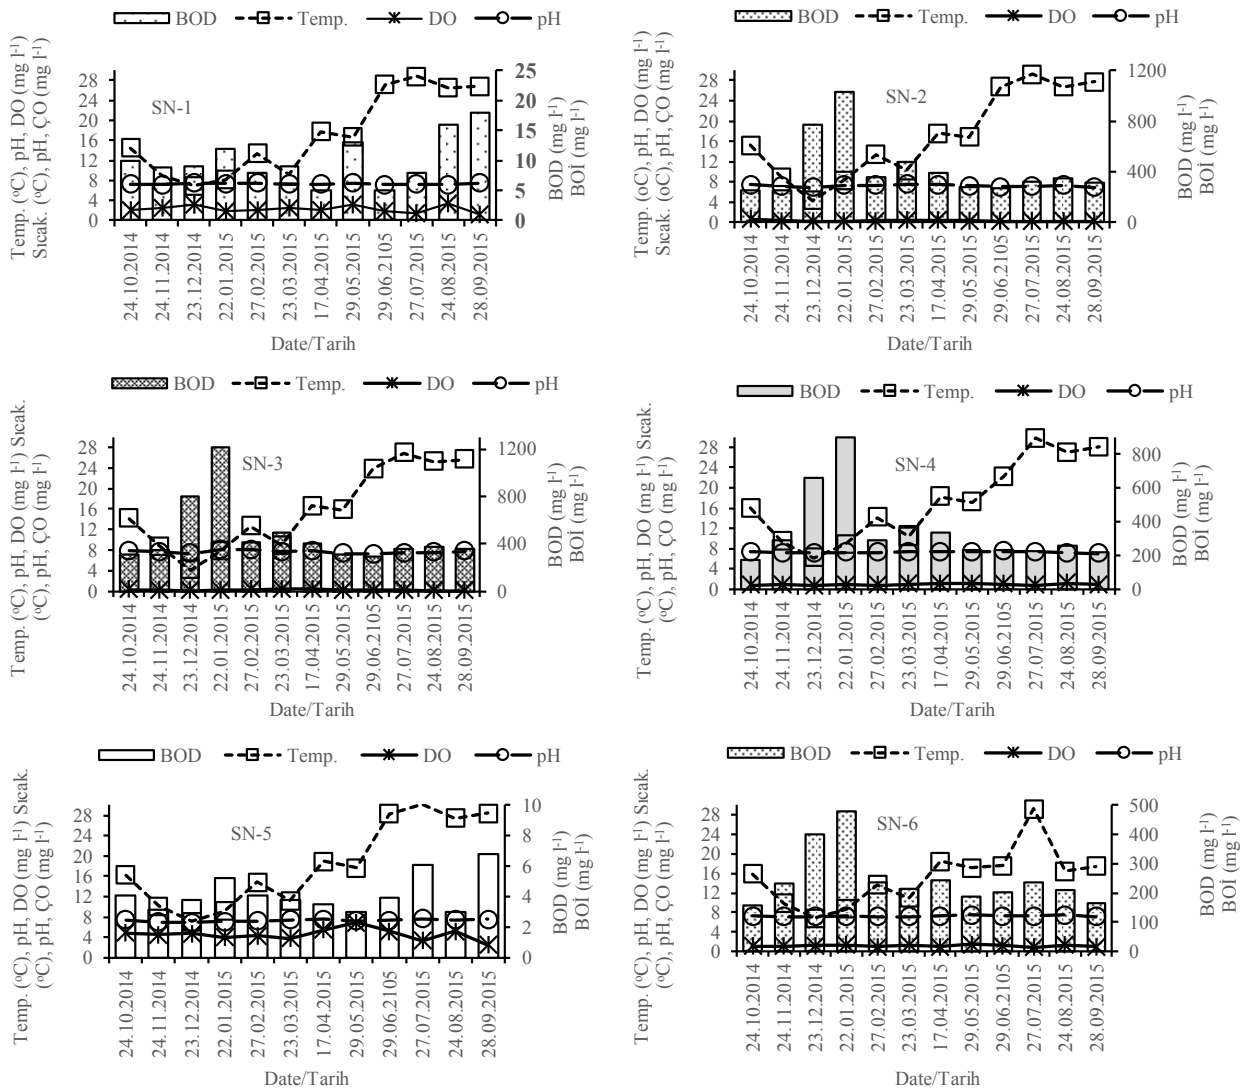 BOD Temp. DO pH
Temp. (ºC), pH, DO (mg l-1)
Sıcak. (ºC), pH, ÇO (mg l-1)
28 24 20 16 12 8 4 0
SN-1
25 20 15 10 5 0
BOD (mg l-1)
BOİ (mg l-1)
24.10.2014 24.11.2014 23.12.2014 22.01.2015 27.02.2015 23.03.2015 17.04.2015 29.05.2015 29.06.2105 27.07.2015 24.08.2015 28.09.2015
Date/Tarih
BOD Temp. DO pH
Temp. (oC), pH, DO (mg l-1)
Sıcak. (oC), pH, ÇO (mg l-1)
28 24 20 16 12 8 4 0
SN-2
1200 800 400 0
BOD (mg l-1)
BOİ (mg l-1)
24.10.2014 24.11.2014 23.12.2014 22.01.2015 27.02.2015 23.03.2015 17.04.2015 29.05.2015 29.06.2105 27.07.2015 24.08.2015 28.09.2015
Date/Tarih
BOD Temp. DO pH
Temp. (ºC), pH, DO (mg l-1) Sıcak.
(ºC), pH, ÇO (mg l-1)
28 24 20 16 12 8 4 0
SN-3
1200 800 400 0
BOD (mg l-1)
BOİ (mg l-1)
24.10.2014 24.11.2014 23.12.2014 22.01.2015 27.02.2015 23.03.2015 17.04.2015 29.05.2015 29.06.2105 27.07.2015 24.08.2015 28.09.2015
Date/Tarih
BOD Temp. DO pH
Temp. (ºC), pH, DO (mg l-1) Sıcak.
(ºC), pH, ÇO (mg l-1)
28 24 20 16 12 8 4 0
SN-4
800 600 400 200 0
BOD (mg l-1)
BOİ (mg l-1)
24.10.2014 24.11.2014 23.12.2014 22.01.2015 27.02.2015 23.03.2015 17.04.2015 29.05.2015 29.06.2105 27.07.2015 24.08.2015 28.09.2015
Date/Tarih
BOD Temp. DO pH
Temp. (ºC), pH, DO (mg l-1) Sıcak.
(ºC), pH, ÇO (mg l-1)
28 24 20 16 12 8 4 0
SN-5
10 8 6 4 2 0
BOD (mg l-1)
BOİ (mg l-1)
24.10.2014 24.11.2014 23.12.2014 22.01.2015 27.02.2015 23.03.2015 17.04.2015 29.05.2015 29.06.2105 27.07.2015 24.08.2015 28.09.2015
Date/Tarih
BOD Temp. DO pH
Temp. (ºC), pH, DO (mg l-1) Sıcak.
(ºC), pH, ÇO (mg l-1)
28 24 20 16 12 8 4 0
SN-6
500 400 300 200 100 0
BOD (mg l-1)
BOİ (mg l-1)
24.10.2014 24.11.2014 23.12.2014 22.01.2015 27.02.2015 23.03.2015 17.04.2015 29.05.2015 29.06.2105 27.07.2015 24.08.2015 28.09.2015
Date/Tarih